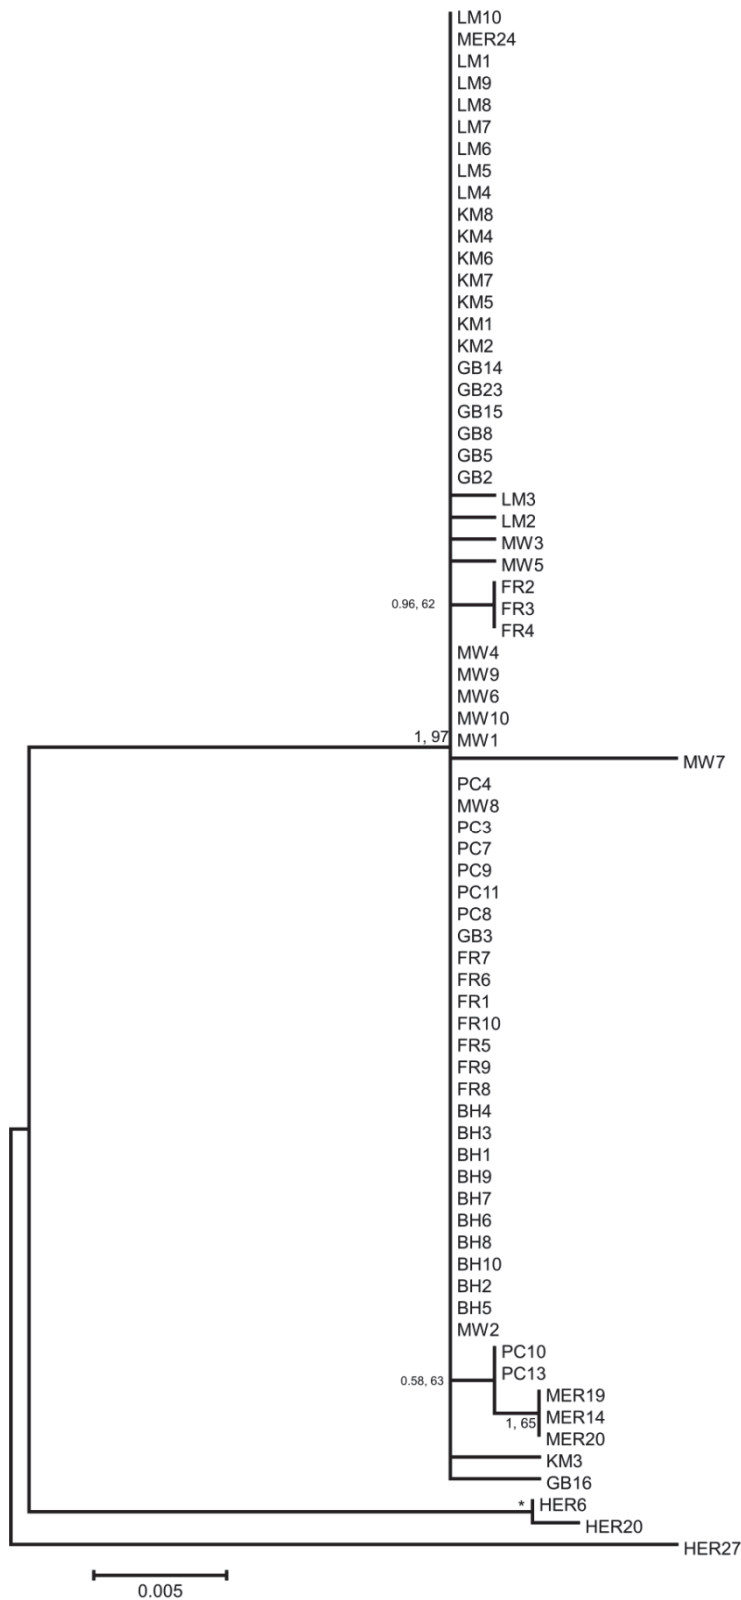 LM10
MER24
LM1
LM9
LM8
LM7
LM6
LM5
LM4
KM8
KM4
KM6
KM7
KM5
KM1
KM2
GB14
GB23
GB15
GB8
GB5
GB2
LM3
LM2
MW3
MW5
FR2
0.96, 62
FR3
FR4
MW4
MW9
MW6
MW10
1, 97
MW1
MW7
PC4
MW8
PC3
PC7
PC9
PC11
PC8
GB3
FR7
FR6
FR1
FR10
FR5
FR9
FR8
BH4
BH3
BH1
BH9
BH7
BH6
BH8
BH10
BH2
BH5
MW2
PC10
PC13
0.58, 63
MER19
MER14
1, 65
MER20
KM3
GB16
* HER6
HER20
HER27
0.005